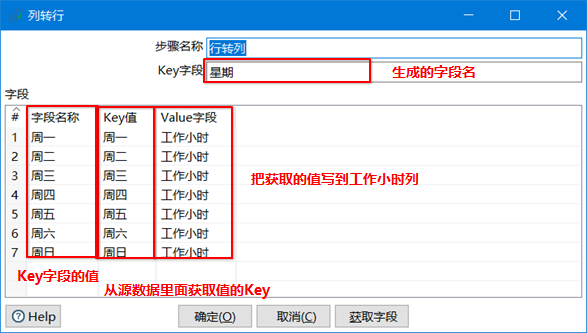 列转行
步骤名称 行转列
Key字段 星期 生成的字段名
字段
# 字段名称 Key值 Value字段
1 周一 周一 工作小时
2 周二 周二 工作小时
3 周三 周三 工作小时
4 周四 周四 工作小时
5 周五 周五 工作小时
6 周六 周六 工作小时
7 周日 周日 工作小时
把获取的值写到工作小时列
Key字段的值
从源数据里面获取值的Key
Help 确定(O) 取消(C) 获取字段